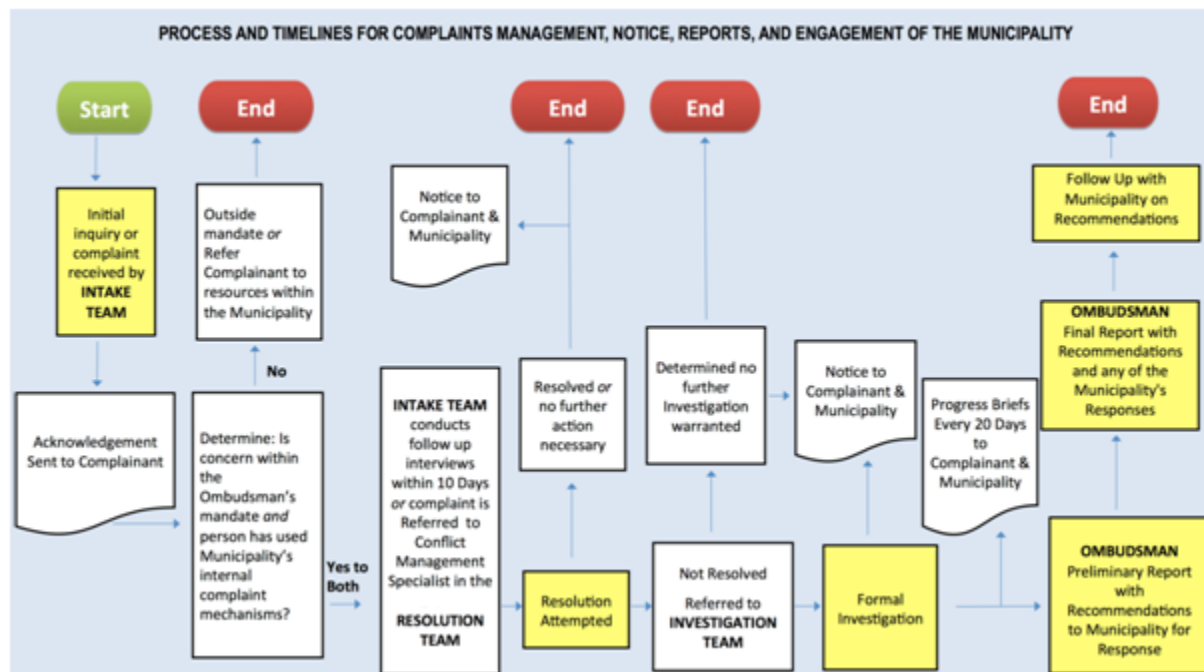 PROCESS AND TIMELINES FOR COMPLAINTS MANAGEMENT, NOTICE, REPORTS, AND ENGAGEMENT OF THE MUNICIPALITY
Start
End
End
End
End
Initial
inquiry or
complaint
received by
INTAKE
TEAM
Acknowledgement
Sent to Complainant
Outside
mandate or
Refer
Complainant to
resources within
the Municipality
No
Determine: Is
concern within
the
Ombudsman's
mandate and
person has used
Municipality's
internal
complaint
mechanisms?
Yes to
Both
Notice to
Complainant &
Municipality
INTAKE TEAM
conducts
follow up
interviews
within 10 Days
or complaint is
Referred to
Conflict
Management
Specialist in the
RESOLUTION
TEAM
Resolved or
no further
action
necessary
Resolution
Attempted
Determined no
further
Investigation
warranted
Not Resolved
Referred to
INVESTIGATION
TEAM
Notice to
Complainant &
Municipality
Formal
Investigation
Progress Briefs
Every 20 Days
to
Complainant &
Municipality
Follow Up with
Municipality on
Recommendations
OMBUDSMAN
Final Report with
Recommendations
and any of the
Municipality's
Responses
OMBUDSMAN
Preliminary Report
with
Recommendations
to Municipality for
Response